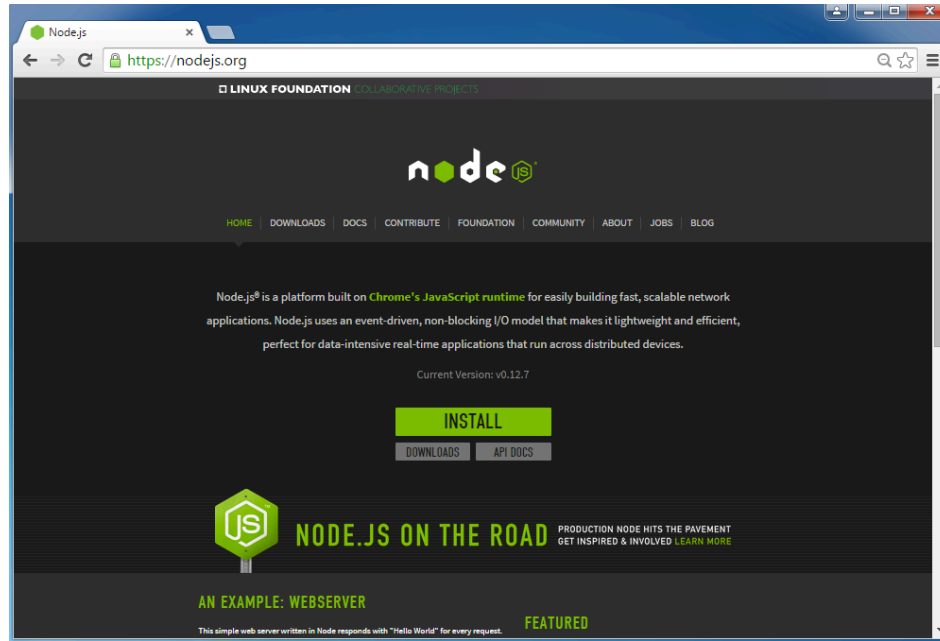 Node.js
https://nodejs.org
LINUX FOUNDATION COLLABORATIVE PROJECTS
node JS
HOME DOWNLOADS DOCS CONTRIBUTE FOUNDATION COMMUNITY ABOUT JOBS BLOG
Node.js® is a platform built on Chrome's JavaScript runtime for easily building fast, scalable network
applications. Node.js uses an event-driven, non-blocking I/O model that makes it lightweight and efficient,
perfect for data-intensive real-time applications that run across distributed devices.
Current Version: v0.12.7
INSTALL
DOWNLOADS API DOCS
JS
NODE.JS ON THE ROAD
PRODUCTION NODE HITS THE PAVEMENT
GET INSPIRED & INVOLVED LEARN MORE
AN EXAMPLE: WEBSERVER
This simple web server written in Node responds with "Hello World" for every request.
FEATURED